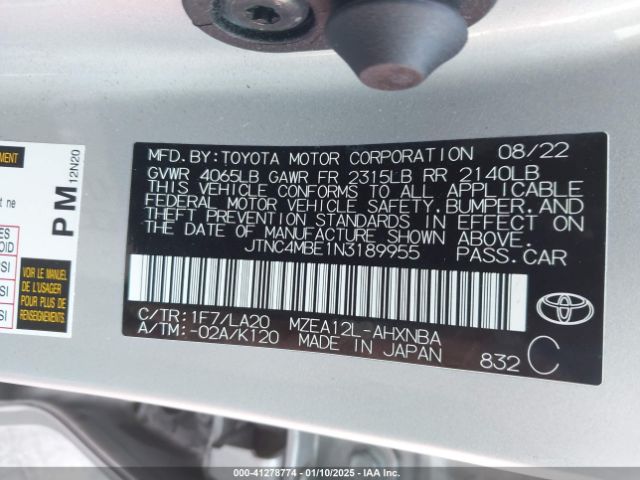 MFD. BY: TOYOTA MOTOR CORPORATION 08/22
GVWR 4065LB GAWR FR 2315LB RR 2140LB
THIS VEHICLE CONFORMS TO ALL APPLICABLE
FEDERAL MOTOR VEHICLE SAFETY, BUMPER, AND
THEFT PREVENTION STANDARDS IN EFFECT ON
THE DATE OF MANUFACTURE SHOWN ABOVE.
JTNC4MBE1N3189955 PASS. CAR
C/TR: 1F7/LA20 MZEA12L-AHXNBA
A/TM: -02A/K120 MADE IN JAPAN 832 C
PM 12N20
VOIR LE MANUEL
DE L'USAGER
POUR PLUS DE
RENSEIGNEMENTS
000-41278774 — 01/10/2025 — IAA Inc.